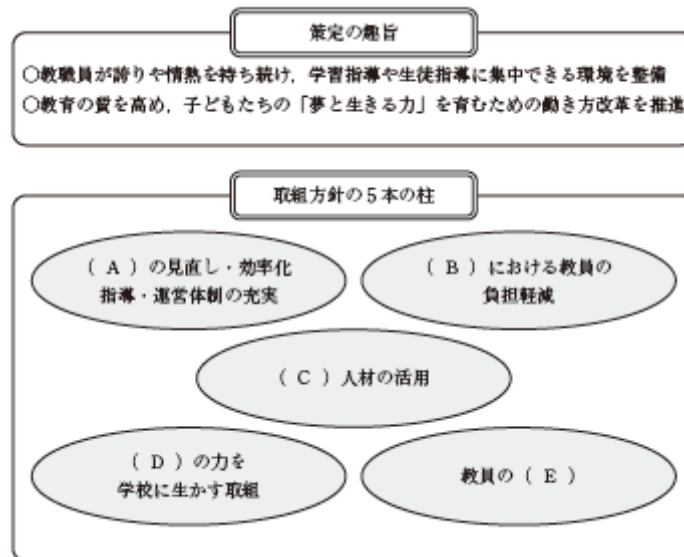 策定の趣旨
○教職員が誇りや情熱を持ち続け，学習指導や生徒指導に集中できる環境を整備
○教育の質を高め，子どもたちの「夢と生きる力」を育むための働き方改革を推進
取組方針の５本の柱
（ A ）の見直し・効率化
指導・運営体制の充実
（ B ）における教員の
負担軽減
（ C ）人材の活用
（ D ）の力を
学校に生かす取組
教員の（ E ）